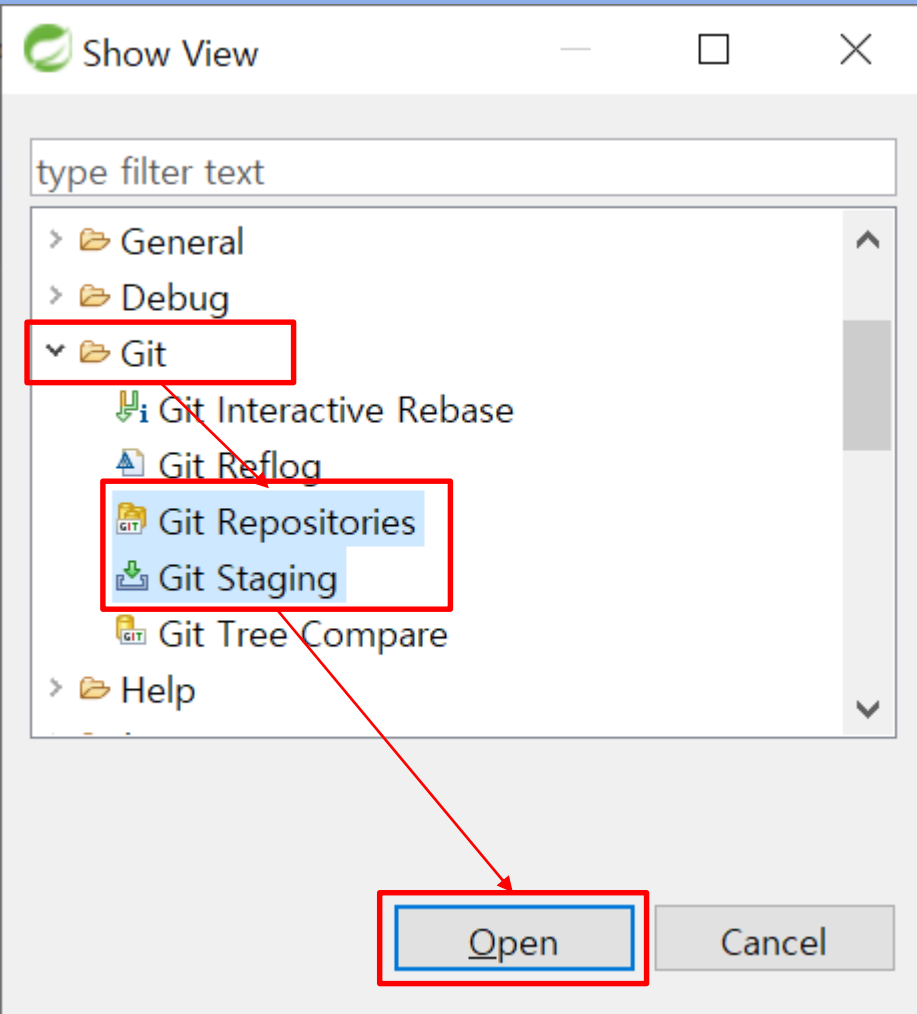 Show View
type filter text
General
Debug
Git
Git Interactive Rebase
Git Reflog
Git Repositories
Git Staging
Git Tree Compare
Help
Open
Cancel